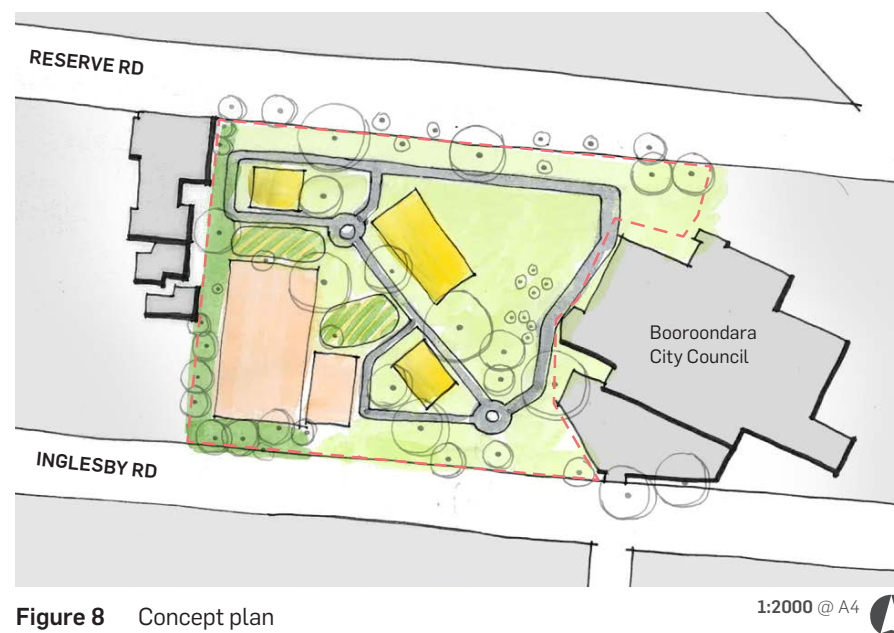 RESERVE RD
Booroondara
City Council
INGLESBY RD
Figure 8 Concept plan
1:2000 @ A4